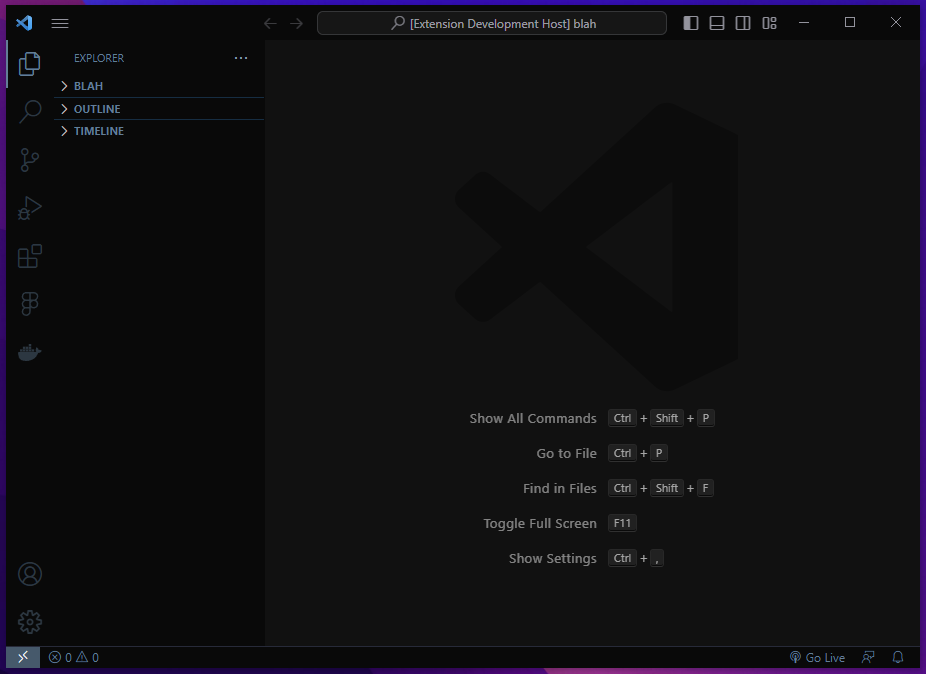 [Extension Development Host] blah
EXPLORER
BLAH
OUTLINE
TIMELINE
Show All Commands Ctrl + Shift + P
Go to File Ctrl + P
Find in Files Ctrl + Shift + F
Toggle Full Screen F11
Show Settings Ctrl + ,
0 0 Go Live